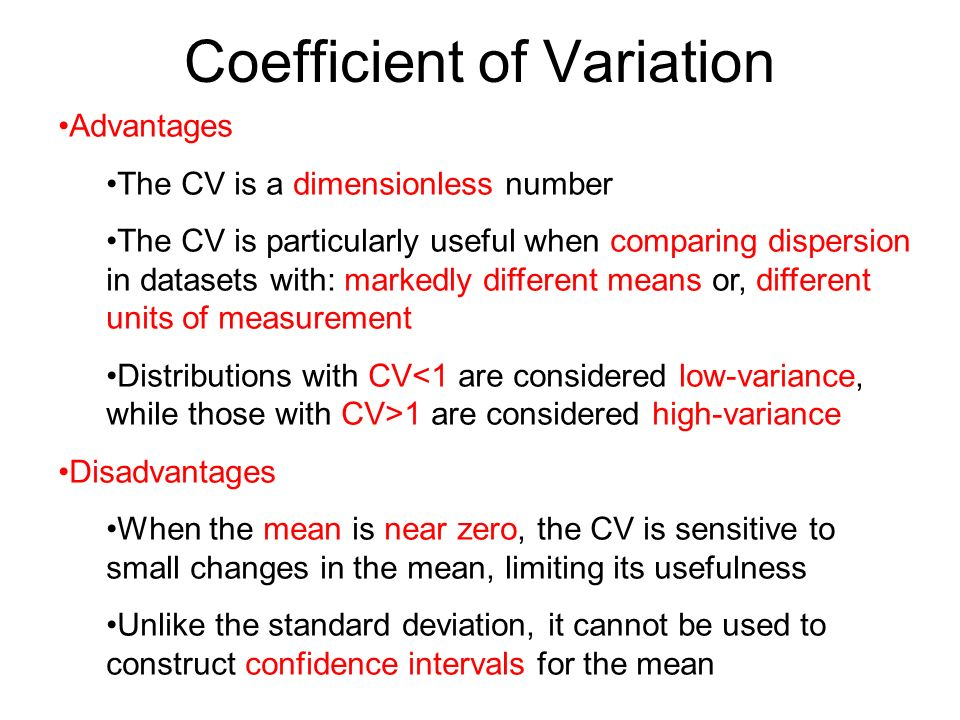 Coefficient of Variation
•Advantages
•The CV is a dimensionless number
•The CV is particularly useful when comparing dispersion
in datasets with: markedly different means or, different
units of measurement
•Distributions with CV<1 are considered low-variance,
while those with CV>1 are considered high-variance
•Disadvantages
•When the mean is near zero, the CV is sensitive to
small changes in the mean, limiting its usefulness
•Unlike the standard deviation, it cannot be used to
construct confidence intervals for the mean